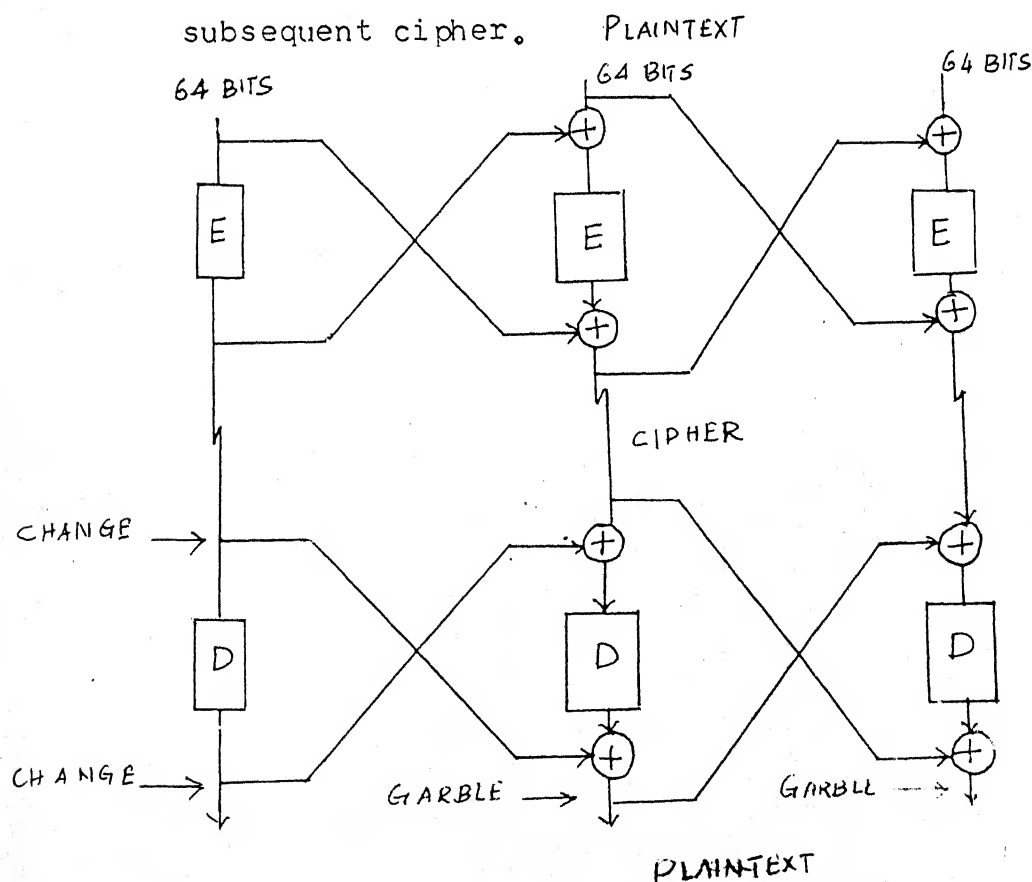 subsequent cipher. PLAINTEXT
64 BITS 64 BITS 64 BITS
+ +
E E E
+ +
CIPHER
CHANGE + +
D D D
+ +
CHANGE GARBLE GARBLE
PLAINTEXT